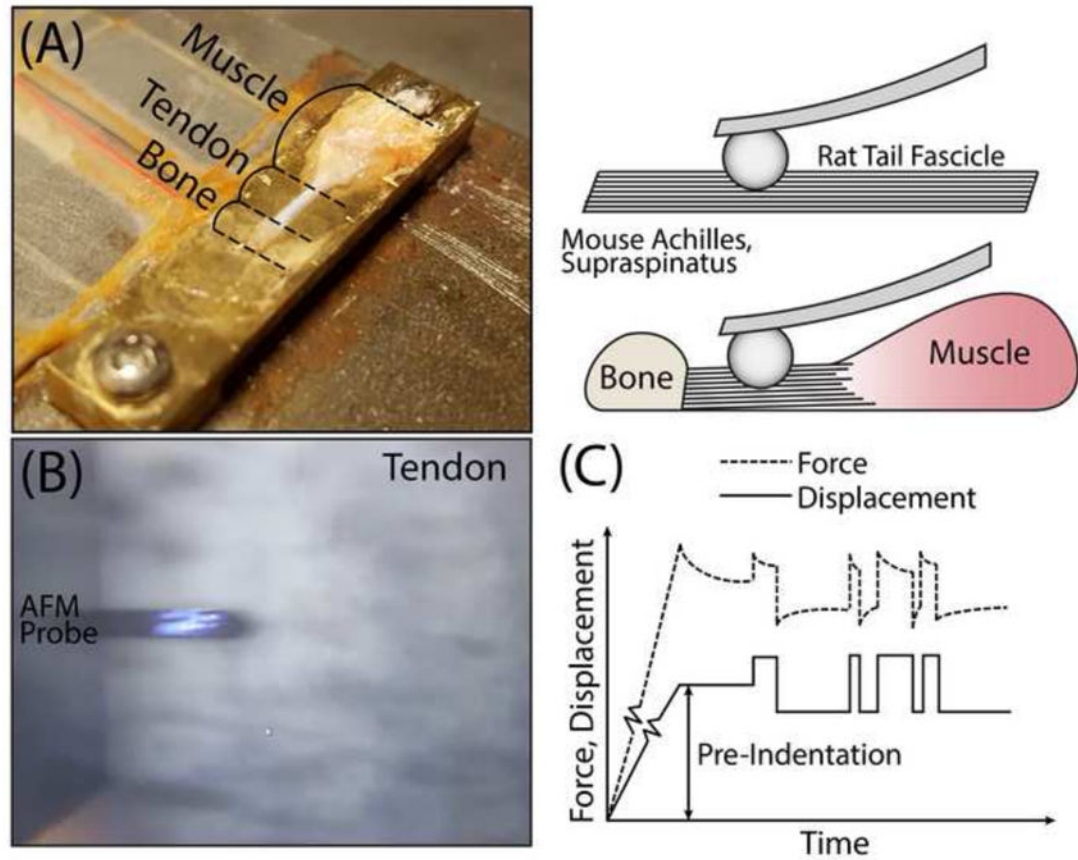 (A)
Muscle
Tendon
Bone
Rat Tail Fascicle
Mouse Achilles,
Supraspinatus
Bone
Muscle
(B)
Tendon
AFM
Probe
(C)
Force
Displacement
Force, Displacement
Pre-Indentation
Time